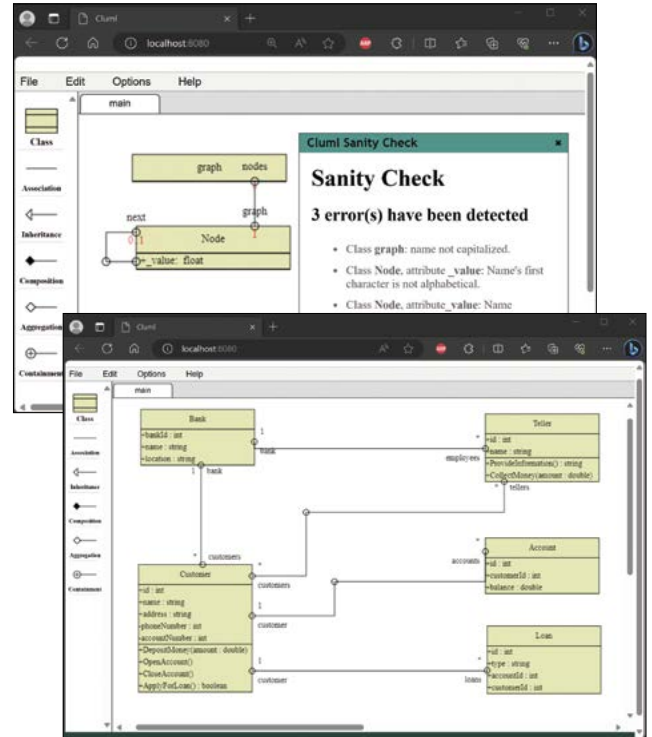 Cluml
localhost:8080
File Edit Options Help
main
Class
Association
Inheritance
Composition
Aggregation
Containment
graph nodes
graph
next
0..1
1
Node
+_value: float
Cluml Sanity Check
Sanity Check
3 error(s) have been detected
Class graph: name not capitalized.
Class Node, attribute _value: Name's first
character is not alphabetical.
Class Node, attribute _value: Name
Cluml
localhost:8080
File Edit Options Help
main
Class
Association
Inheritance
Composition
Aggregation
Containment
Bank
+bankId : int
+name : string
+location : string
1
bank
*
employees
Teller
+id : int
+name : string
+ProvideInfromation() : string
+CollectMoney(amount : double)
* tellers
1 bank
* customers
Customer
+id : int
+name : string
+address : string
-phoneNumber : int
-accountNumber : int
+DepositMoney(amount : double)
+OpenAccount()
+CloseAccount()
+ApplyForLoan() : boolean
*
customers
1
customer
1
customer
*
accounts
Account
+id : int
+customerId : int
+balance : double
*
loans
Loan
+id : int
+type : string
+accountId : int
+customerId : int